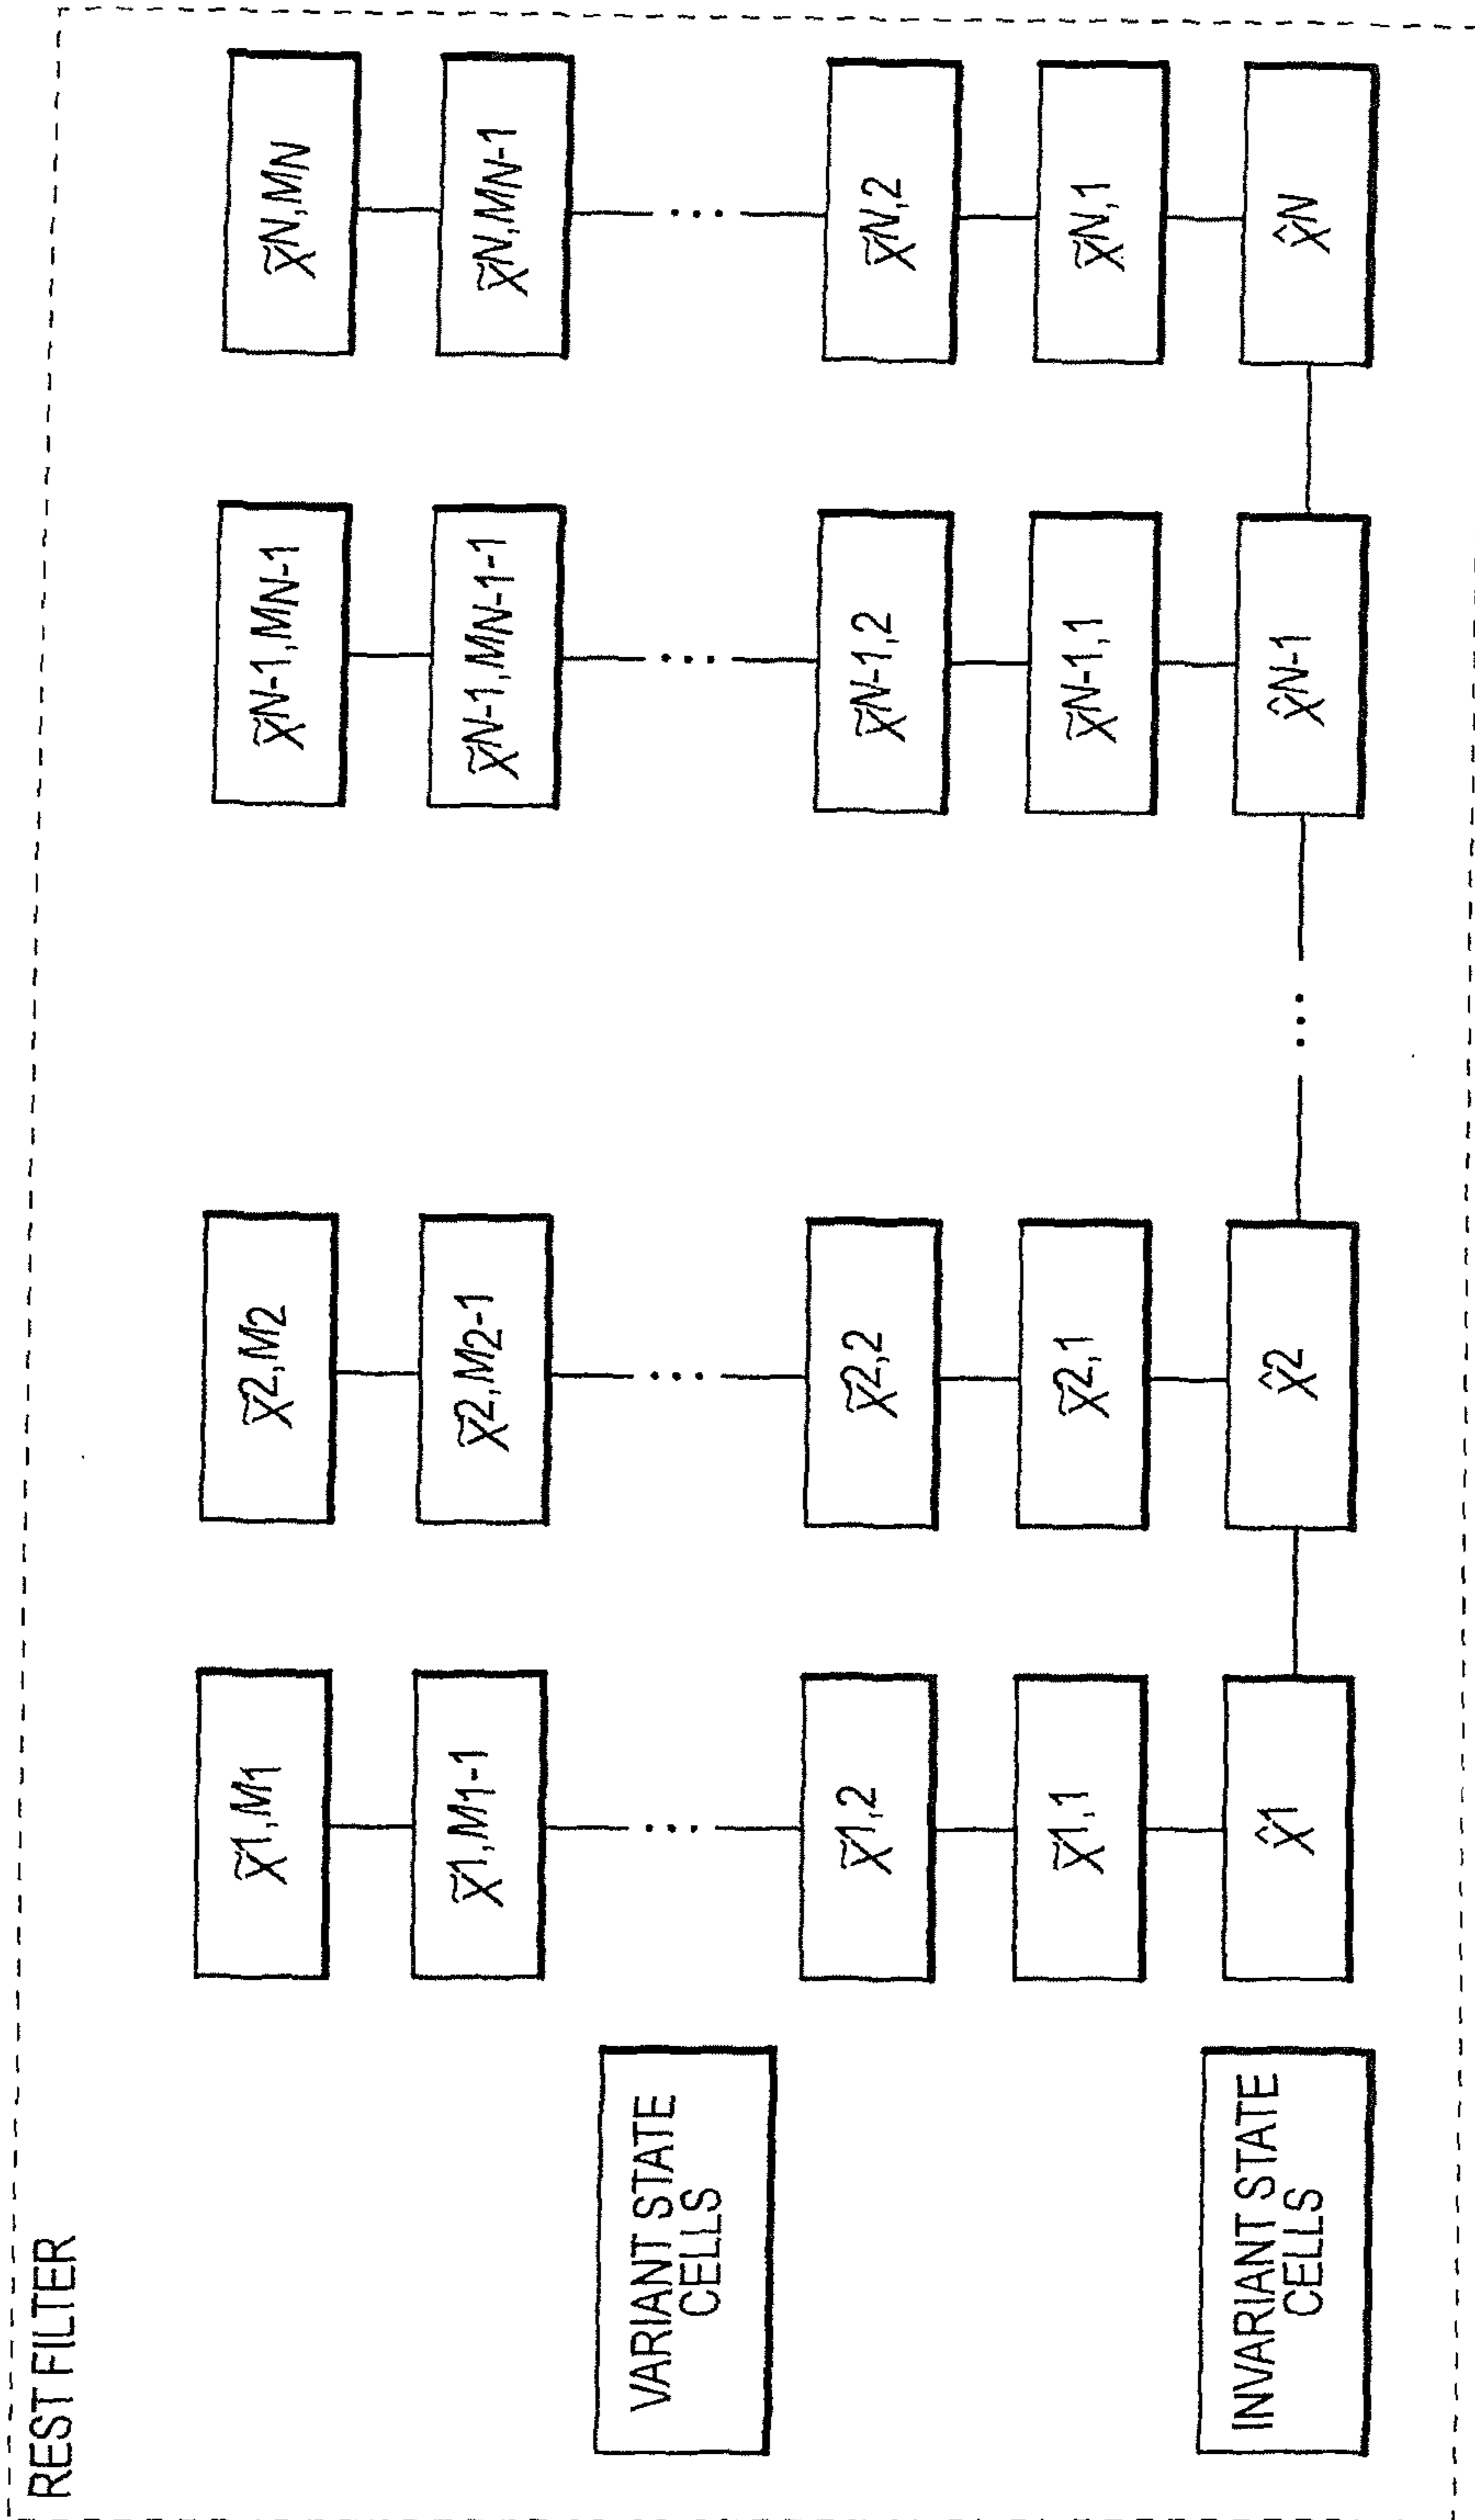 REST FILTER
X̃1,M1
X̃2,M2
X̃N-1,MN-1
X̃N,MN
X̃1,M1-1
X̃2,M2-1
X̃N-1,MN-1-1
X̃N,MN-1
VARIANT STATE
CELLS
...
...
...
...
X̃1,2
X̃2,2
X̃N-1,2
X̃N,2
X̃1,1
X̃2,1
X̃N-1,1
X̃N,1
INVARIANT STATE
CELLS
X̂1
X̂2
...
X̂N-1
X̂N